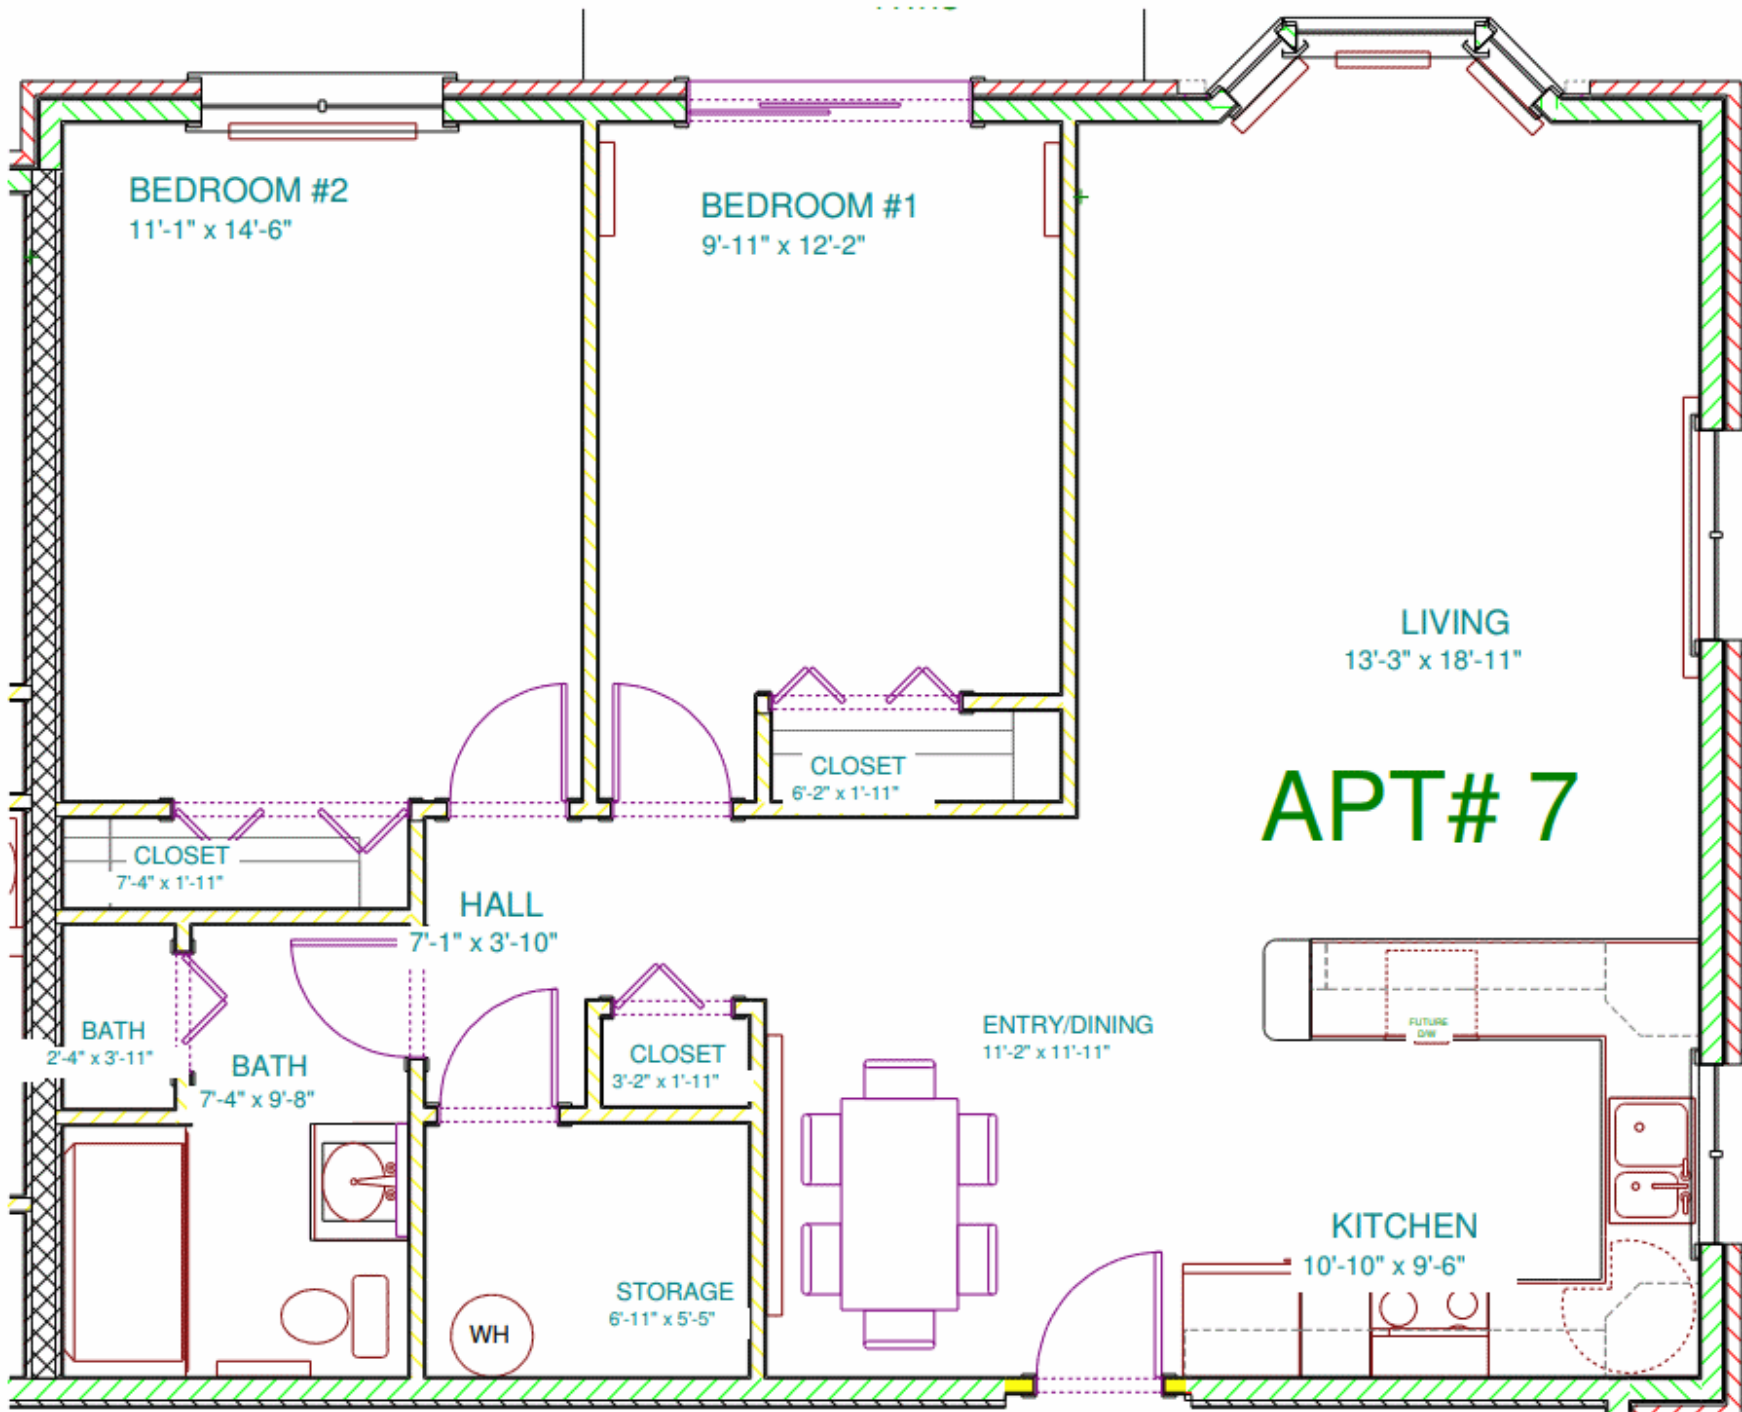 BEDROOM #2
11'-1" x 14'-6"
BEDROOM #1
9'-11" x 12'-2"
LIVING
13'-3" x 18'-11"
CLOSET
6'-2" x 1'-11"
APT# 7
CLOSET
7'-4" x 1'-11"
HALL
7'-1" x 3'-10"
BATH
2'-4" x 3'-11"
BATH
7'-4" x 9'-8"
CLOSET
3'-2" x 1'-11"
ENTRY/DINING
11'-2" x 11'-11"
FUTURE
D/W
KITCHEN
10'-10" x 9'-6"
STORAGE
6'-11" x 5'-5"
WH